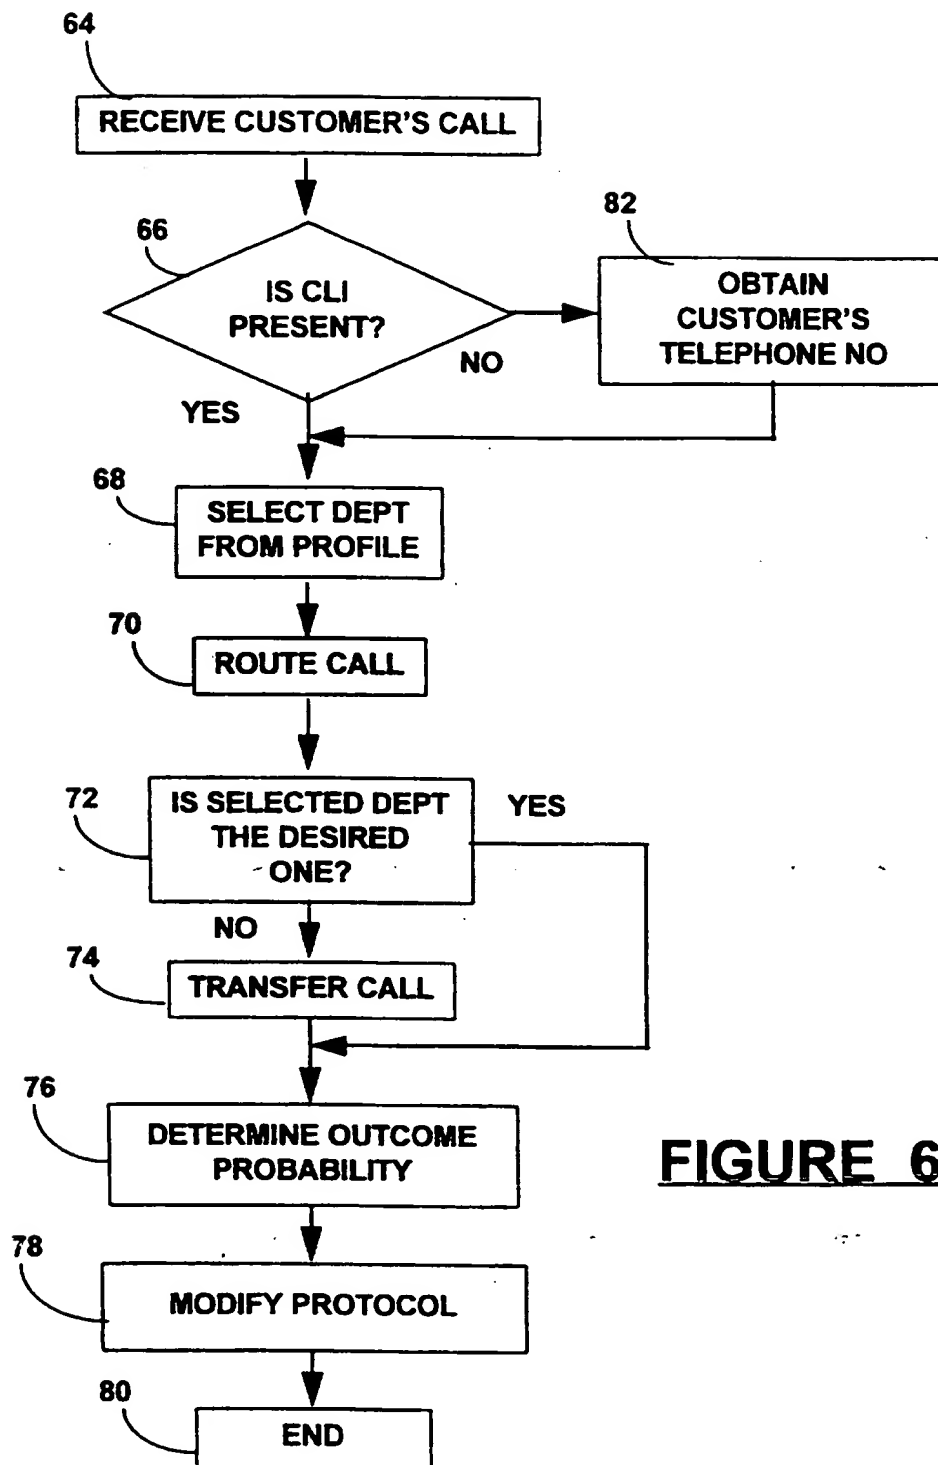 64
RECEIVE CUSTOMER'S CALL
66
IS CLI
PRESENT?
82
OBTAIN
CUSTOMER'S
TELEPHONE NO
NO
YES
68
SELECT DEPT
FROM PROFILE
70
ROUTE CALL
72
IS SELECTED DEPT
THE DESIRED
ONE?
YES
NO
74
TRANSFER CALL
76
DETERMINE OUTCOME
PROBABILITY
FIGURE 6
78
MODIFY PROTOCOL
80
END